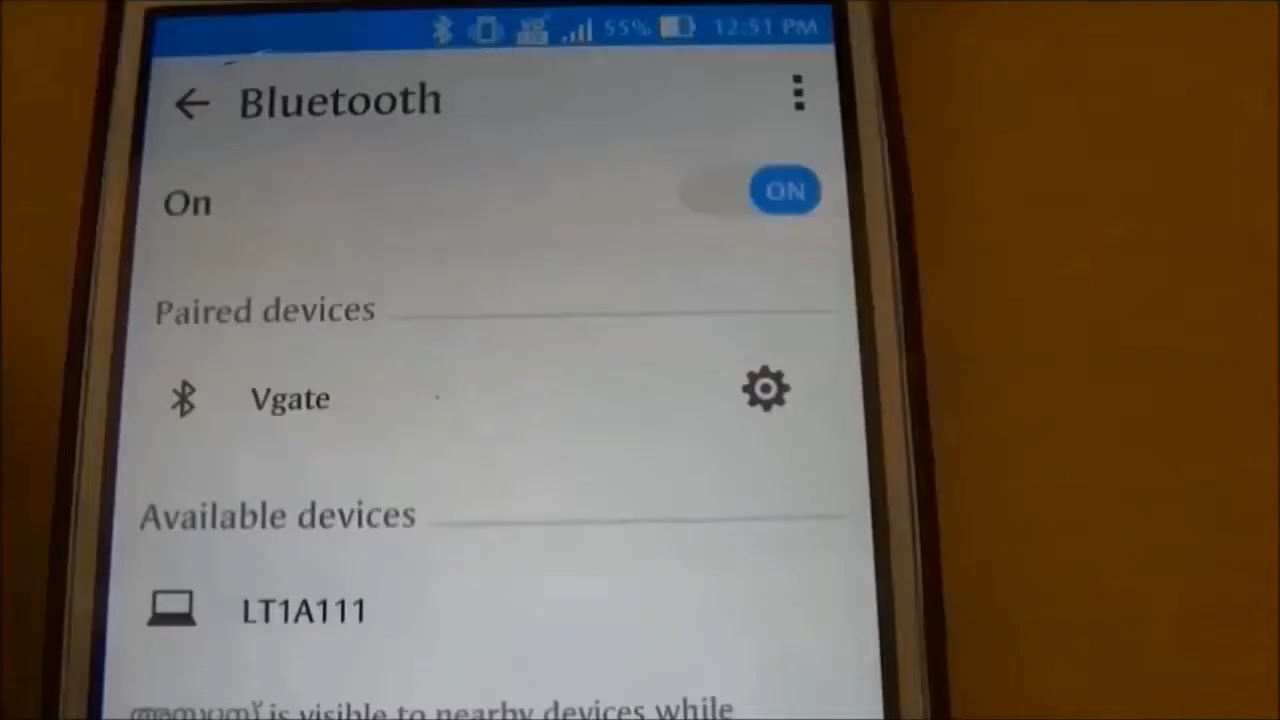 55% 12:51 PM
Bluetooth
On ON
Paired devices
Vgate
Available devices
LT1A111
is visible to nearby devices while